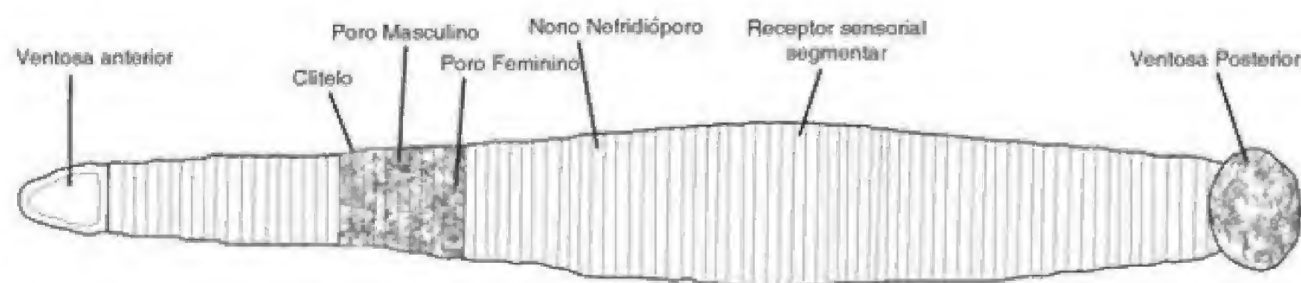 Ventosa anterior
Clitelo
Poro Masculino
Poro Feminino
Nono Nefridióporo
Receptor sensorial
segmentar
Ventosa Posterior